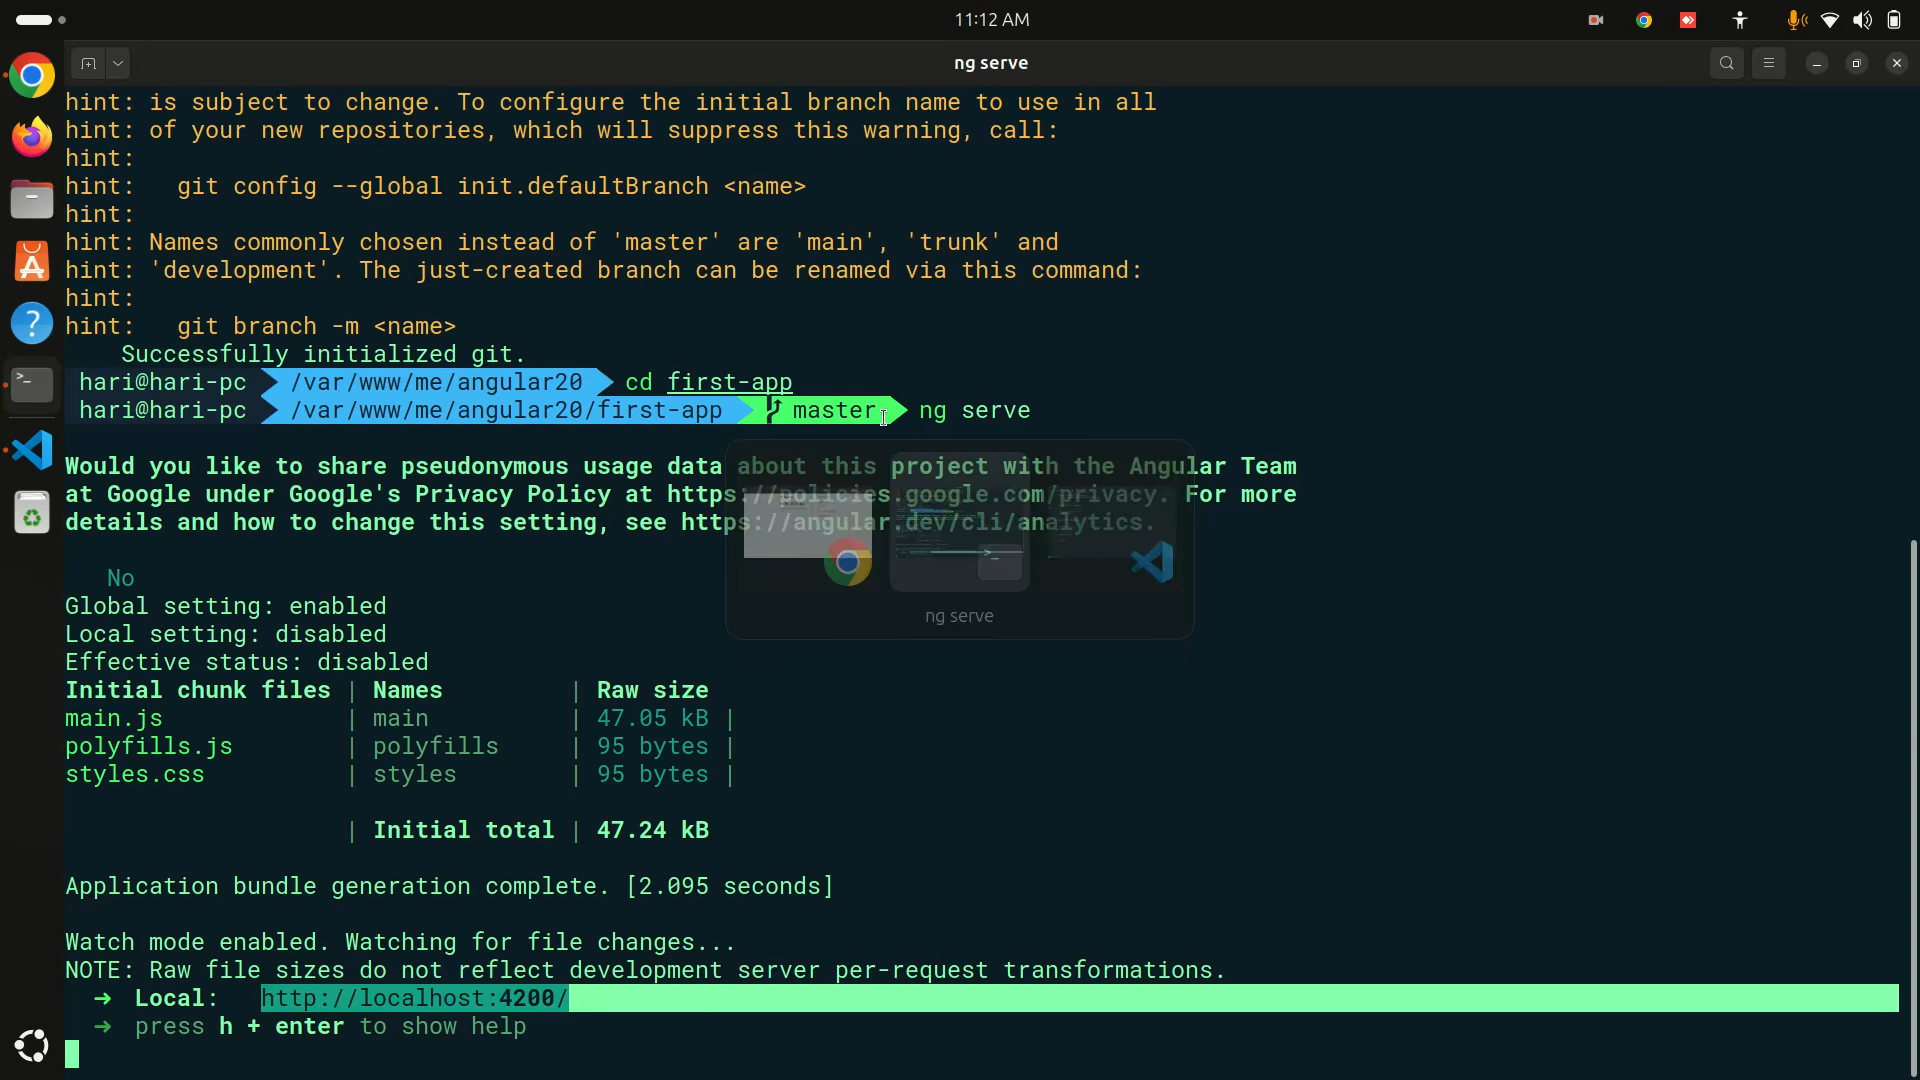 11:12 AM
ng serve
hint: is subject to change. To configure the initial branch name to use in all
hint: of your new repositories, which will suppress this warning, call:
hint:
hint:   git config --global init.defaultBranch <name>
hint:
hint: Names commonly chosen instead of 'master' are 'main', 'trunk' and
hint: 'development'. The just-created branch can be renamed via this command:
hint:
hint:   git branch -m <name>
    Successfully initialized git.
hari@hari-pc /var/www/me/angular20 cd first-app
hari@hari-pc /var/www/me/angular20/first-app master ng serve
Would you like to share pseudonymous usage data about this project with the Angular Team
at Google under Google's Privacy Policy at https://policies.google.com/privacy. For more
details and how to change this setting, see https://angular.dev/cli/analytics.
ng serve
   No
Global setting: enabled
Local setting: disabled
Effective status: disabled
Initial chunk files | Names         | Raw size
main.js             | main          | 47.05 kB |
polyfills.js        | polyfills     | 95 bytes |
styles.css          | styles        | 95 bytes |
                    | Initial total | 47.24 kB
Application bundle generation complete. [2.095 seconds]
Watch mode enabled. Watching for file changes...
NOTE: Raw file sizes do not reflect development server per-request transformations.
  ➜ Local:   http://localhost:4200/
  ➜ press h + enter to show help